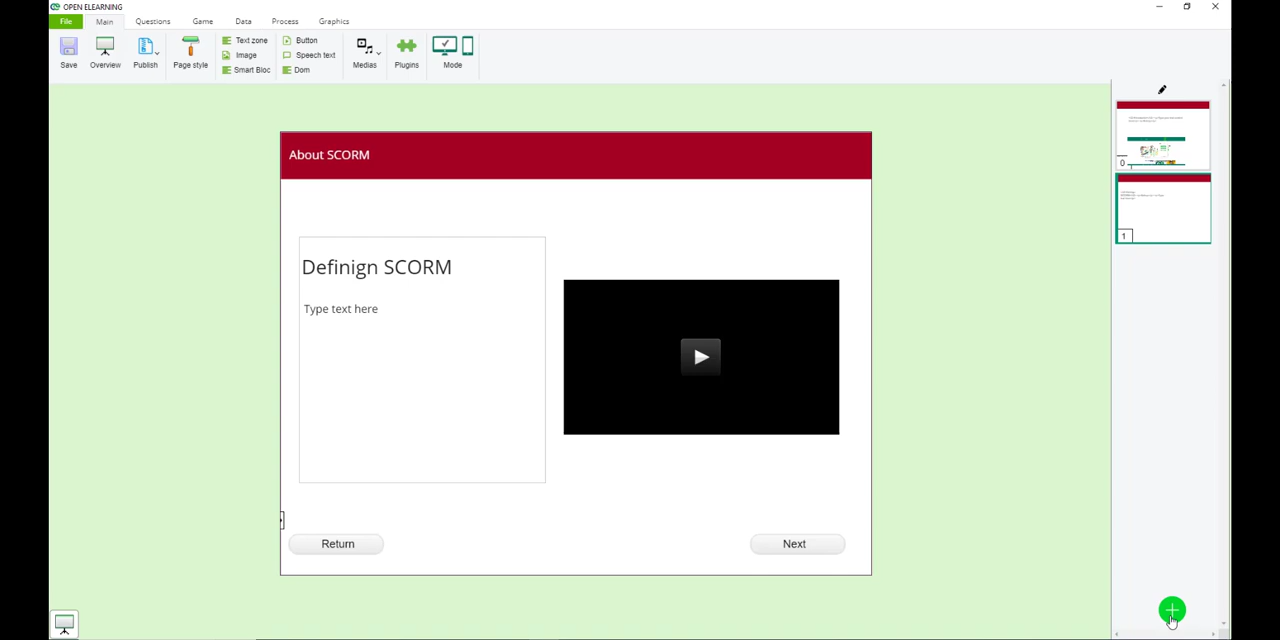 OPEN ELEARNING
File Main Questions Game Data Process Graphics
Save Overview Publish Page style
Text zone
Image
Smart Bloc
Button
Speech text
Dom
Medias Plugins Mode
About SCORM
Definign SCORM
Type text here
Return
Next
0
1